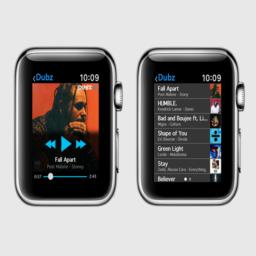 <Dubz
10:09
DUBZ
Fall Apart
Post Malone - Stoney
0:37
2:43
<Dubz
10:09
Fall Apart
Post Malone - Stoney
HUMBLE.
Kendrick Lamar - Damn
Bad and Boujee ft. Li...
Migos - Culture
Shape of You
Ed Sheeran - Divide
Green Light
Lorde - Melodrama
Stay
Zedd, Alessia Cara - Everything,
Believer